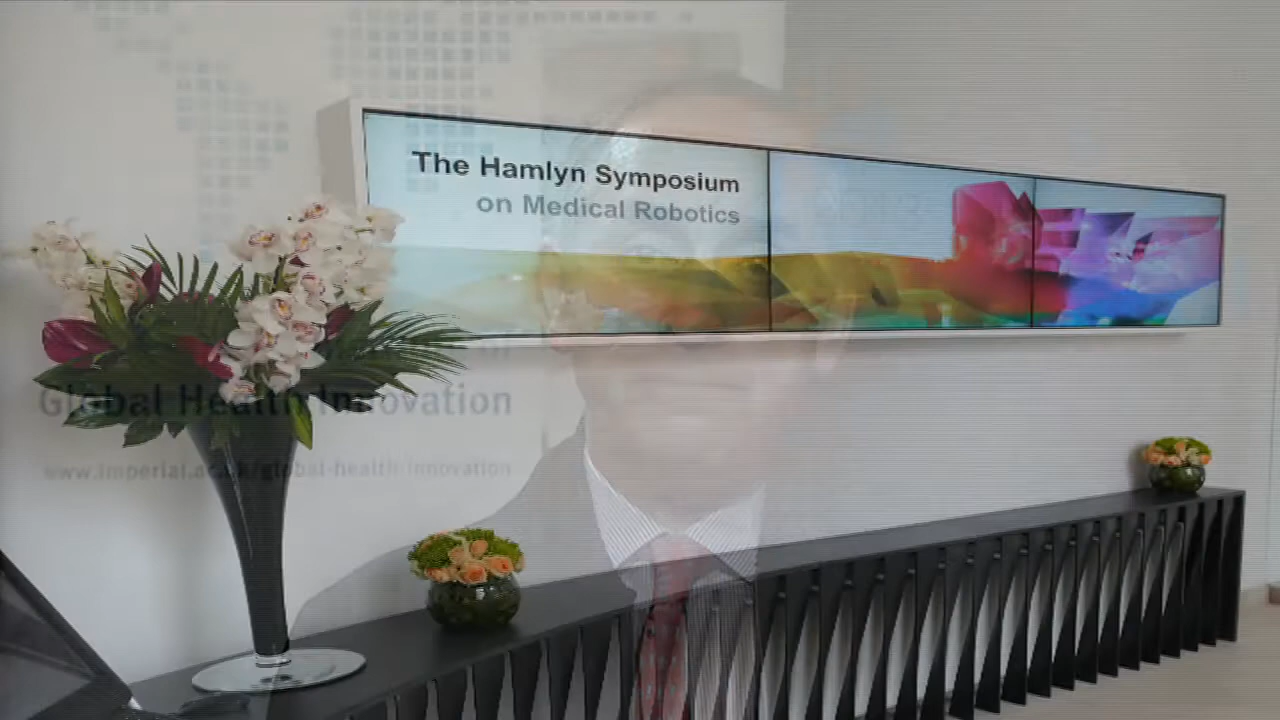 The Hamlyn Symposium
on Medical Robotics
Global Health Innovation
www.imperial.ac.uk/global-health-innovation